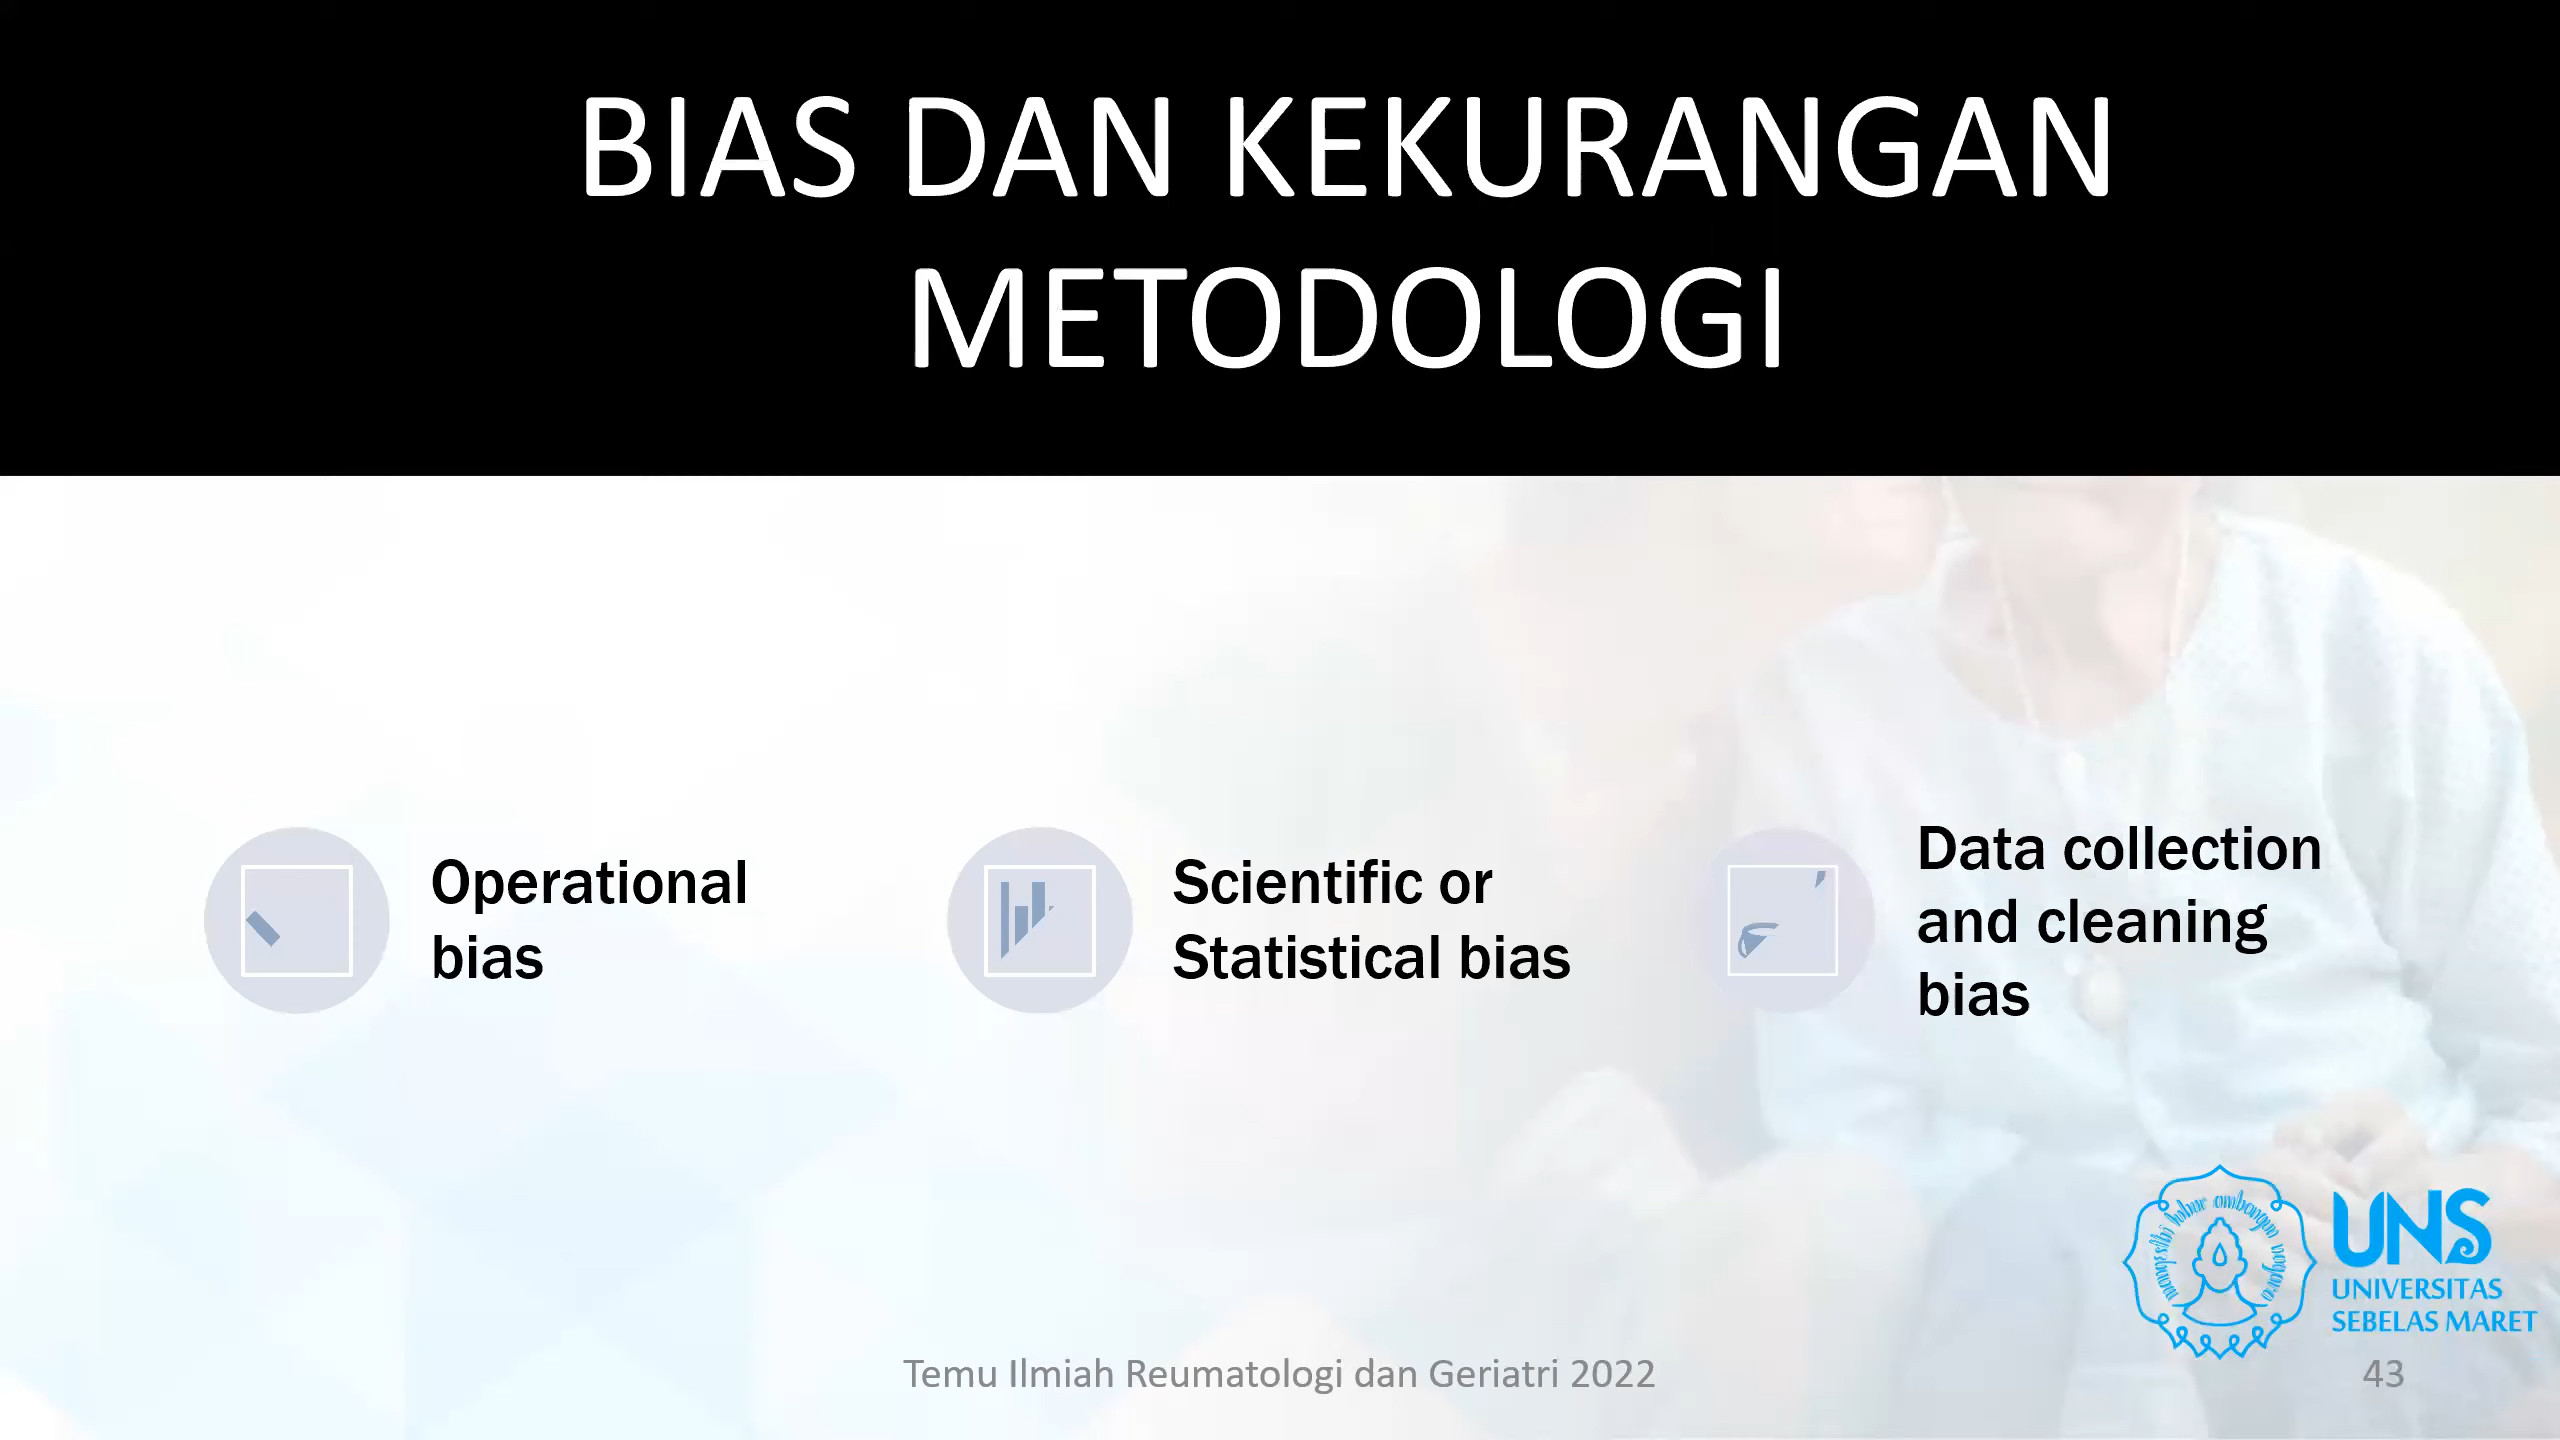 BIAS DAN KEKURANGAN
METODOLOGI
Operational
bias
Scientific or
Statistical bias
Data collection
and cleaning
bias
UNS
UNIVERSITAS
SEBELAS MARET
Temu Ilmiah Reumatologi dan Geriatri 2022
43